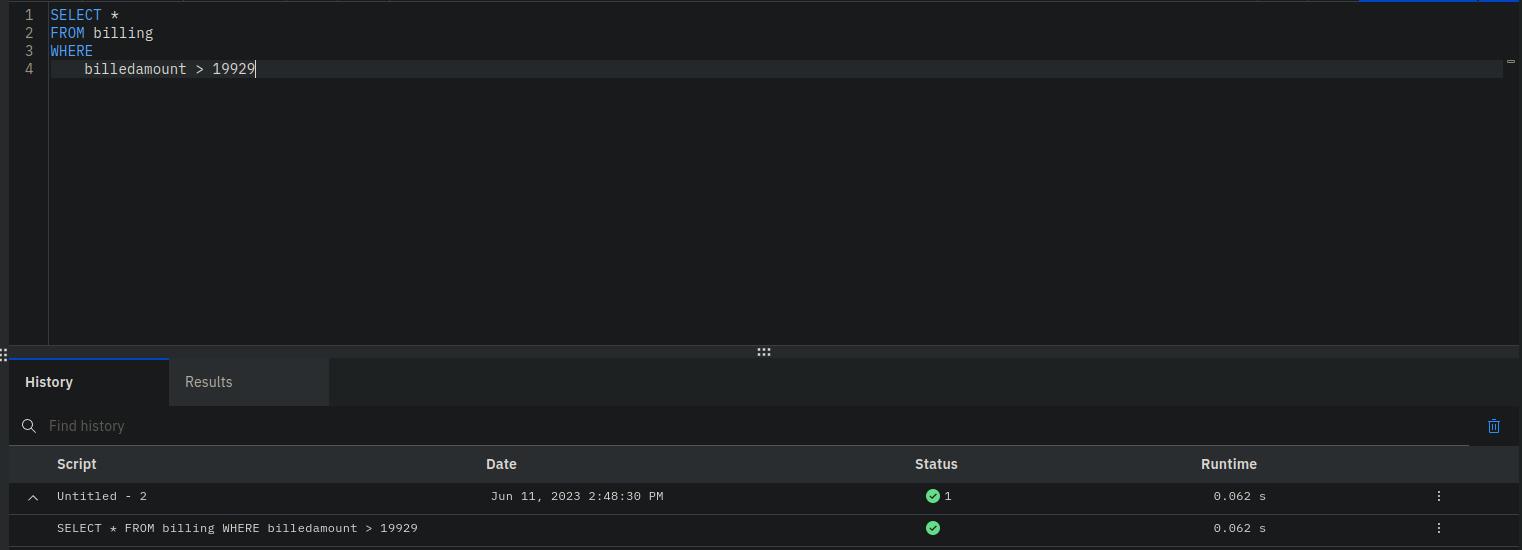 1 SELECT *
2 FROM billing
3 WHERE
4     billedamount > 19929
History Results
Find history
Script Date Status Runtime
Untitled - 2 Jun 11, 2023 2:48:30 PM 1 0.062 s
SELECT * FROM billing WHERE billedamount > 19929 0.062 s